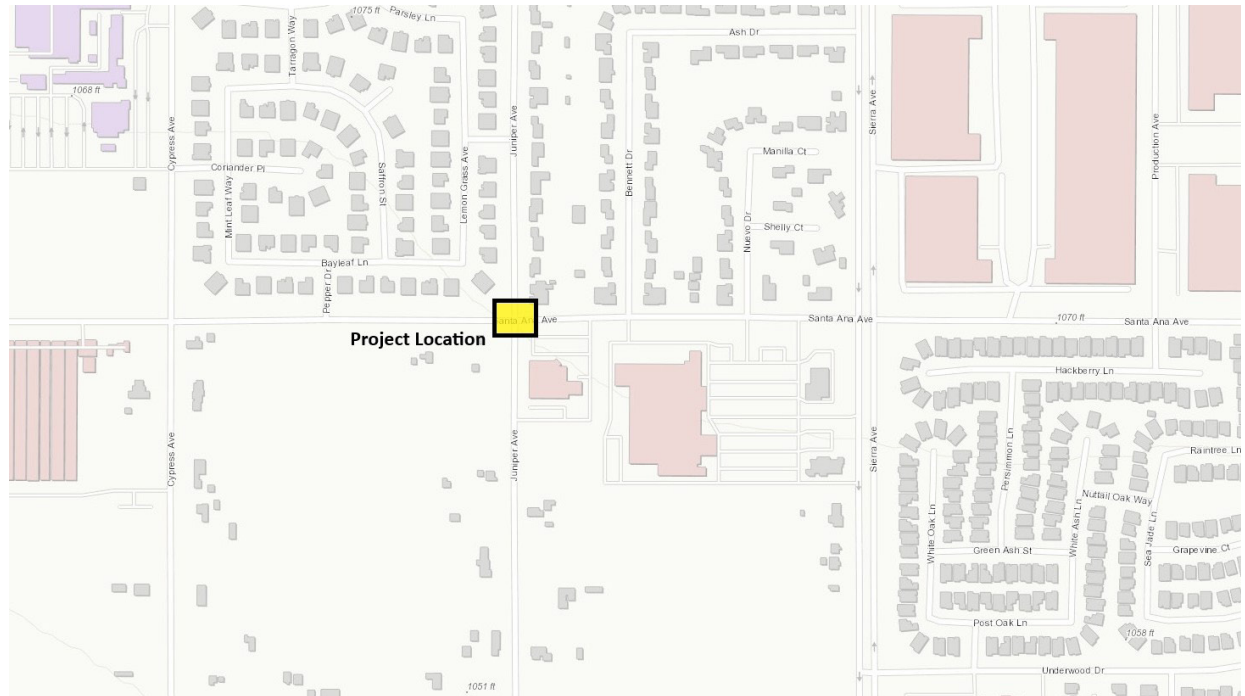 1075 ft
Parsley Ln
Tarragon Way
1068 ft
Ash Dr
Cypress Ave
Juniper Ave
Sierra Ave
Production Ave
Coriander Pl
Saffron St
Lemon Grass Ave
Bennett Dr
Manilla Ct
Mint Leaf Way
Nuevo Dr
Shelly Ct
Bayleaf Ln
Pepper Dr
Santa Ana Ave
Santa Ana Ave
1070 ft
Santa Ana Ave
Project Location
Hackberry Ln
Cypress Ave
Juniper Ave
Sierra Ave
Persimmon Ln
Raintree Ln
Nuttail Oak Way
White Oak Ln
White Ash Ln
Sea Jade Ln
Green Ash St
Grapevine Ct
Post Oak Ln
1058 ft
Underwood Dr
1051 ft